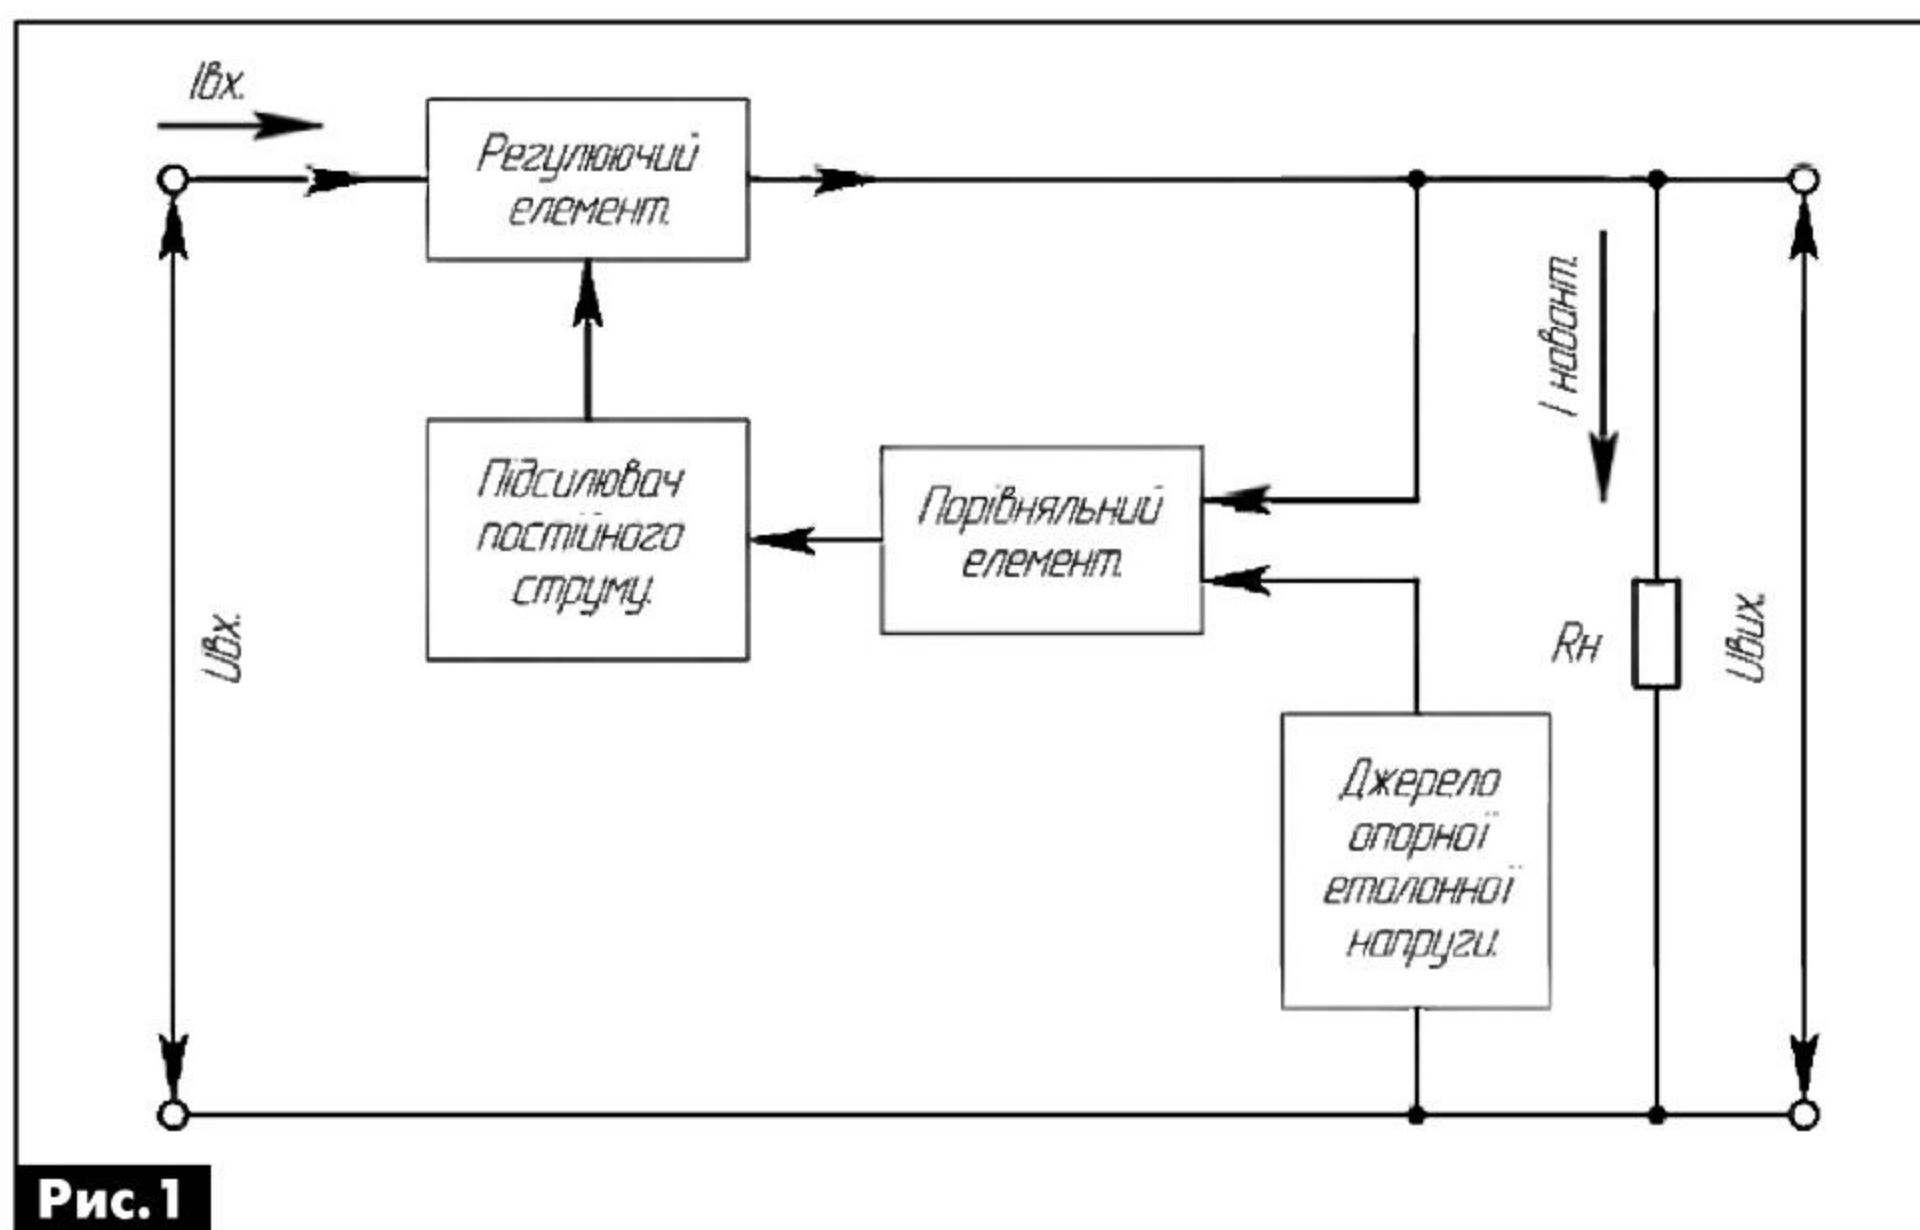 Iвх.
Регулюючий
елемент.
I навант.
Підсилювач
постійного
струму.
Порівняльний
елемент.
Uвх.
Rн
Uвих.
Джерело
опорної
еталонної
напруги.
Рис.1